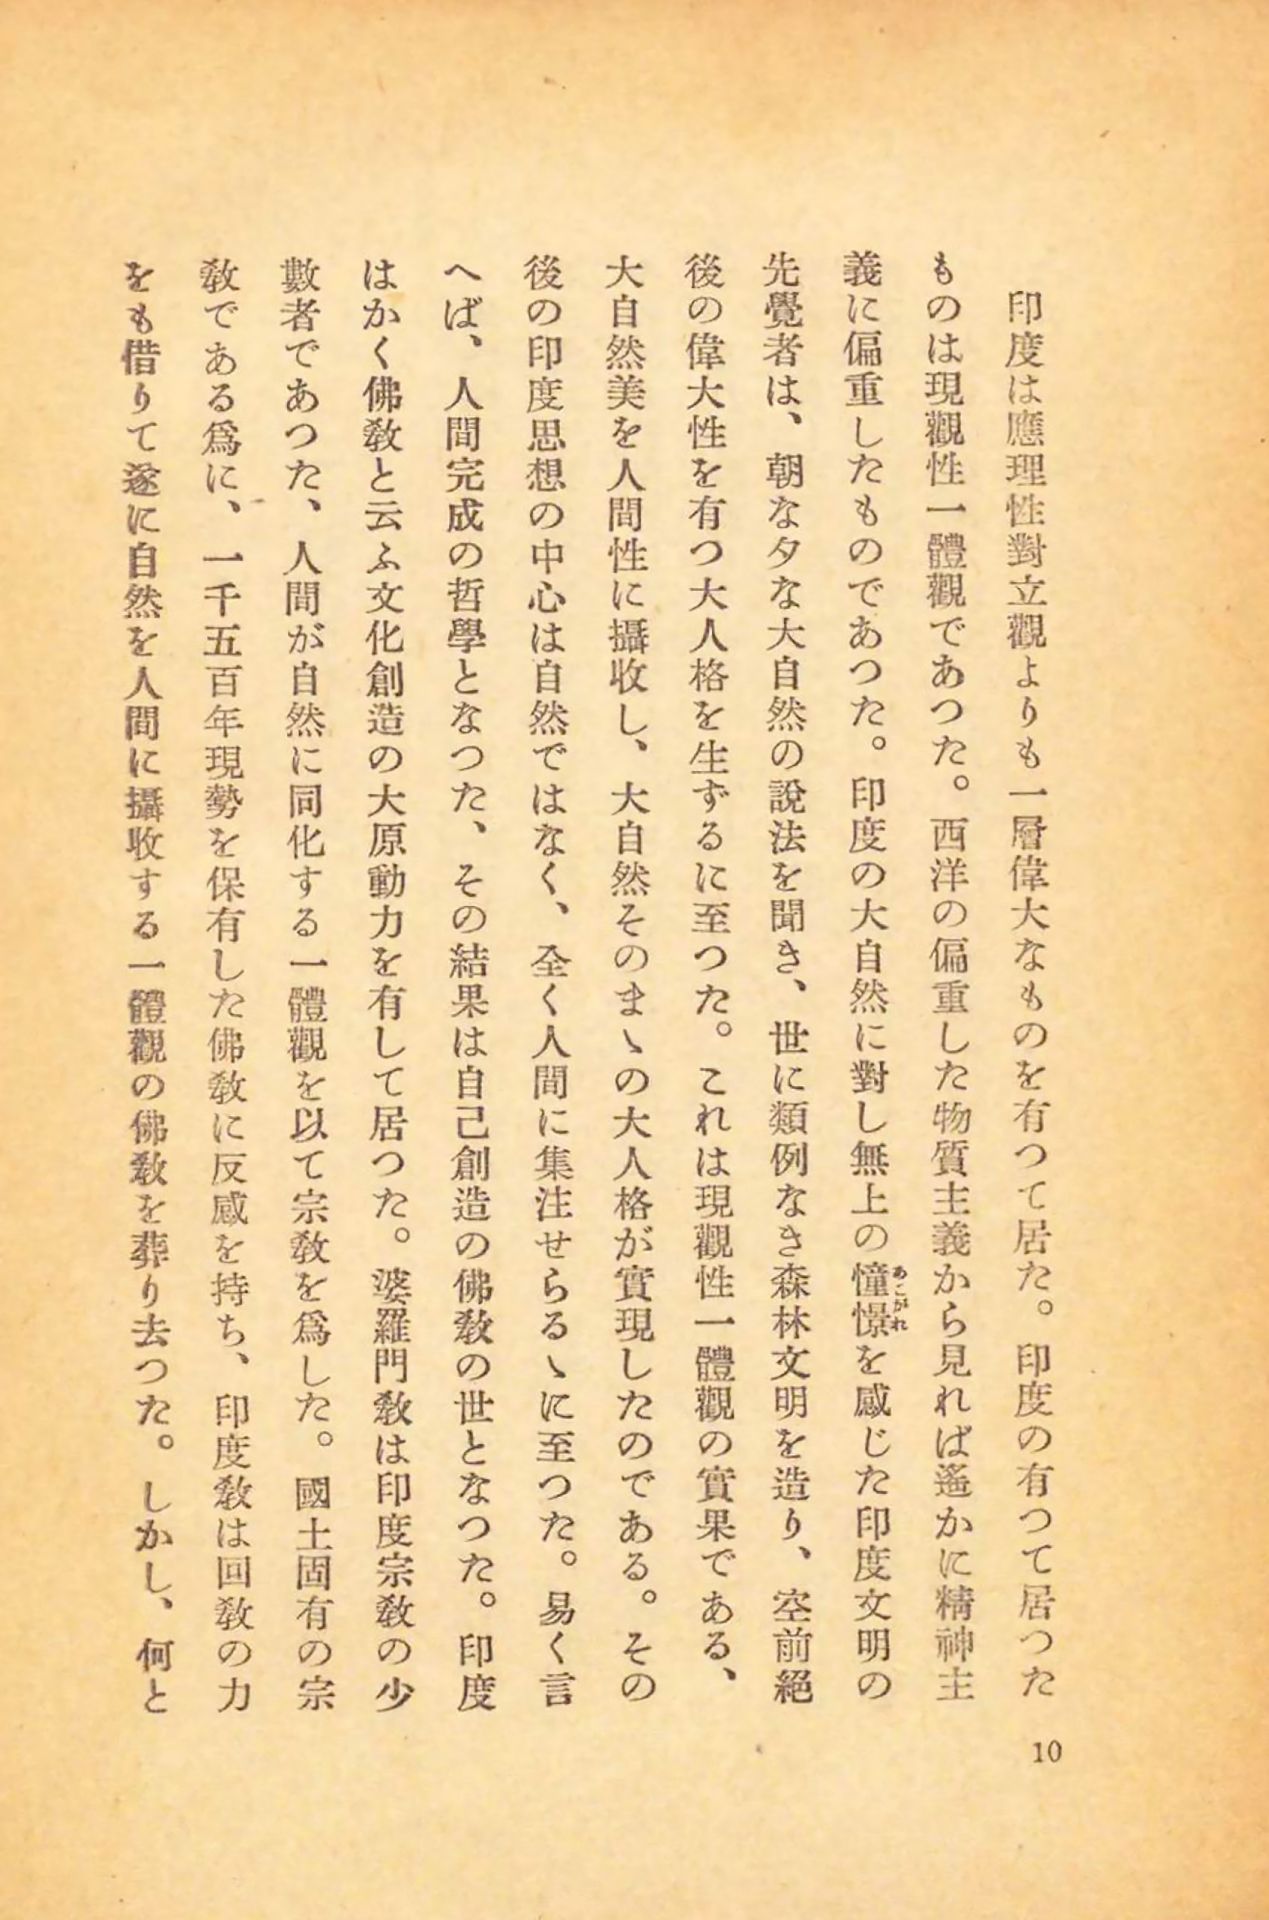 印度は應理性對立觀よりも一層偉大なものを有つて居た。印度の有つて居つた
ものは現觀性一體觀であつた。西洋の偏重した物質主義から見れば遙かに精神主
義に偏重したものであつた。印度の大自然に對し無上の憧憬を感じた印度文明の
あこがれ
先覺者は、朝な夕な大自然の說法を聞き、世に類例なき森林文明を造り、空前絕
後の偉大性を有つ大人格を生ずるに至つた。これは現觀性一體觀の實果である、
大自然美を人間性に攝收し、大自然そのまゝの大人格が實現したのである。その
後の印度思想の中心は自然ではなく、全く人間に集注せらるゝに至つた。易く言
へば、人間完成の哲學となつた、その結果は自己創造の佛敎の世となつた。印度
はかく佛敎と云ふ文化創造の大原動力を有して居つた。婆羅門敎は印度宗敎の少
數者であつた、人間が自然に同化する一體觀を以て宗敎を爲した。國土固有の宗
敎である爲に、一千五百年現勢を保有した佛敎に反感を持ち、印度敎は回敎の力
をも借りて遂に自然を人間に攝收する一體觀の佛敎を葬り去つた。しかし、何と
10